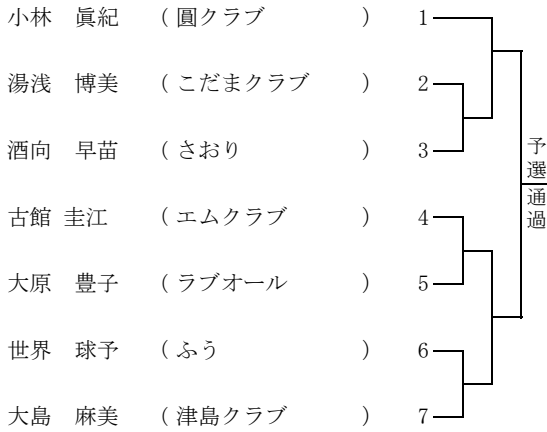 小林　眞紀　（ 圓クラブ　）　1
湯浅　博美　（ こだまクラブ　）　2
酒向　早苗　（ さおり　）　3
古館 圭江　（ エムクラブ　）　4
大原　豊子　（ ラブオール　）　5
世界　球予　（ ふう　）　6
大島　麻美　（ 津島クラブ　）　7
予選通過